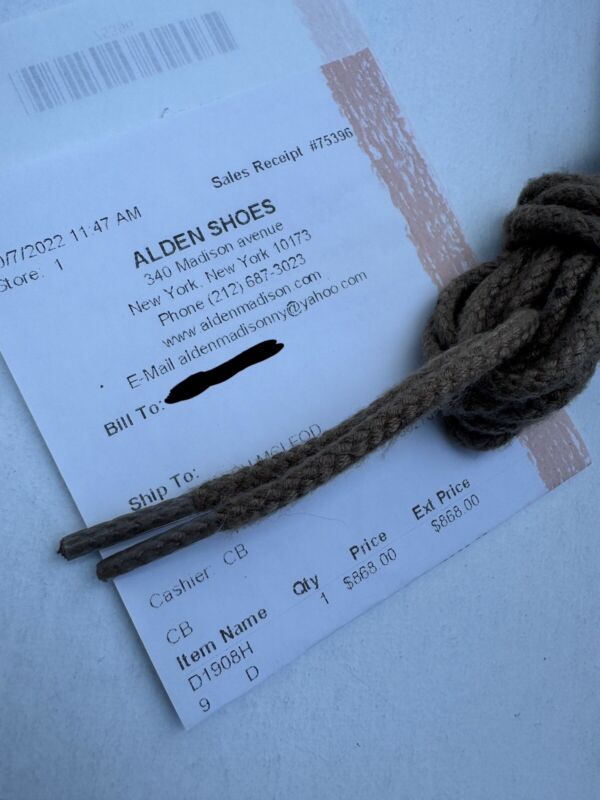 Sales Receipt #75396
/7/2022 11:47 AM
Store: 1
ALDEN SHOES
340 Madison avenue
New York, New York 10173
Phone (212) 687-3023
www.aldenmadison.com
E-Mail aldenmadisonny@yahoo.com
Bill To:
Ship To: MCLEOD
Cashier: CB
CB
Item Name Qty Price Ext Price
D1908H 1 $868.00 $868.00
9 D